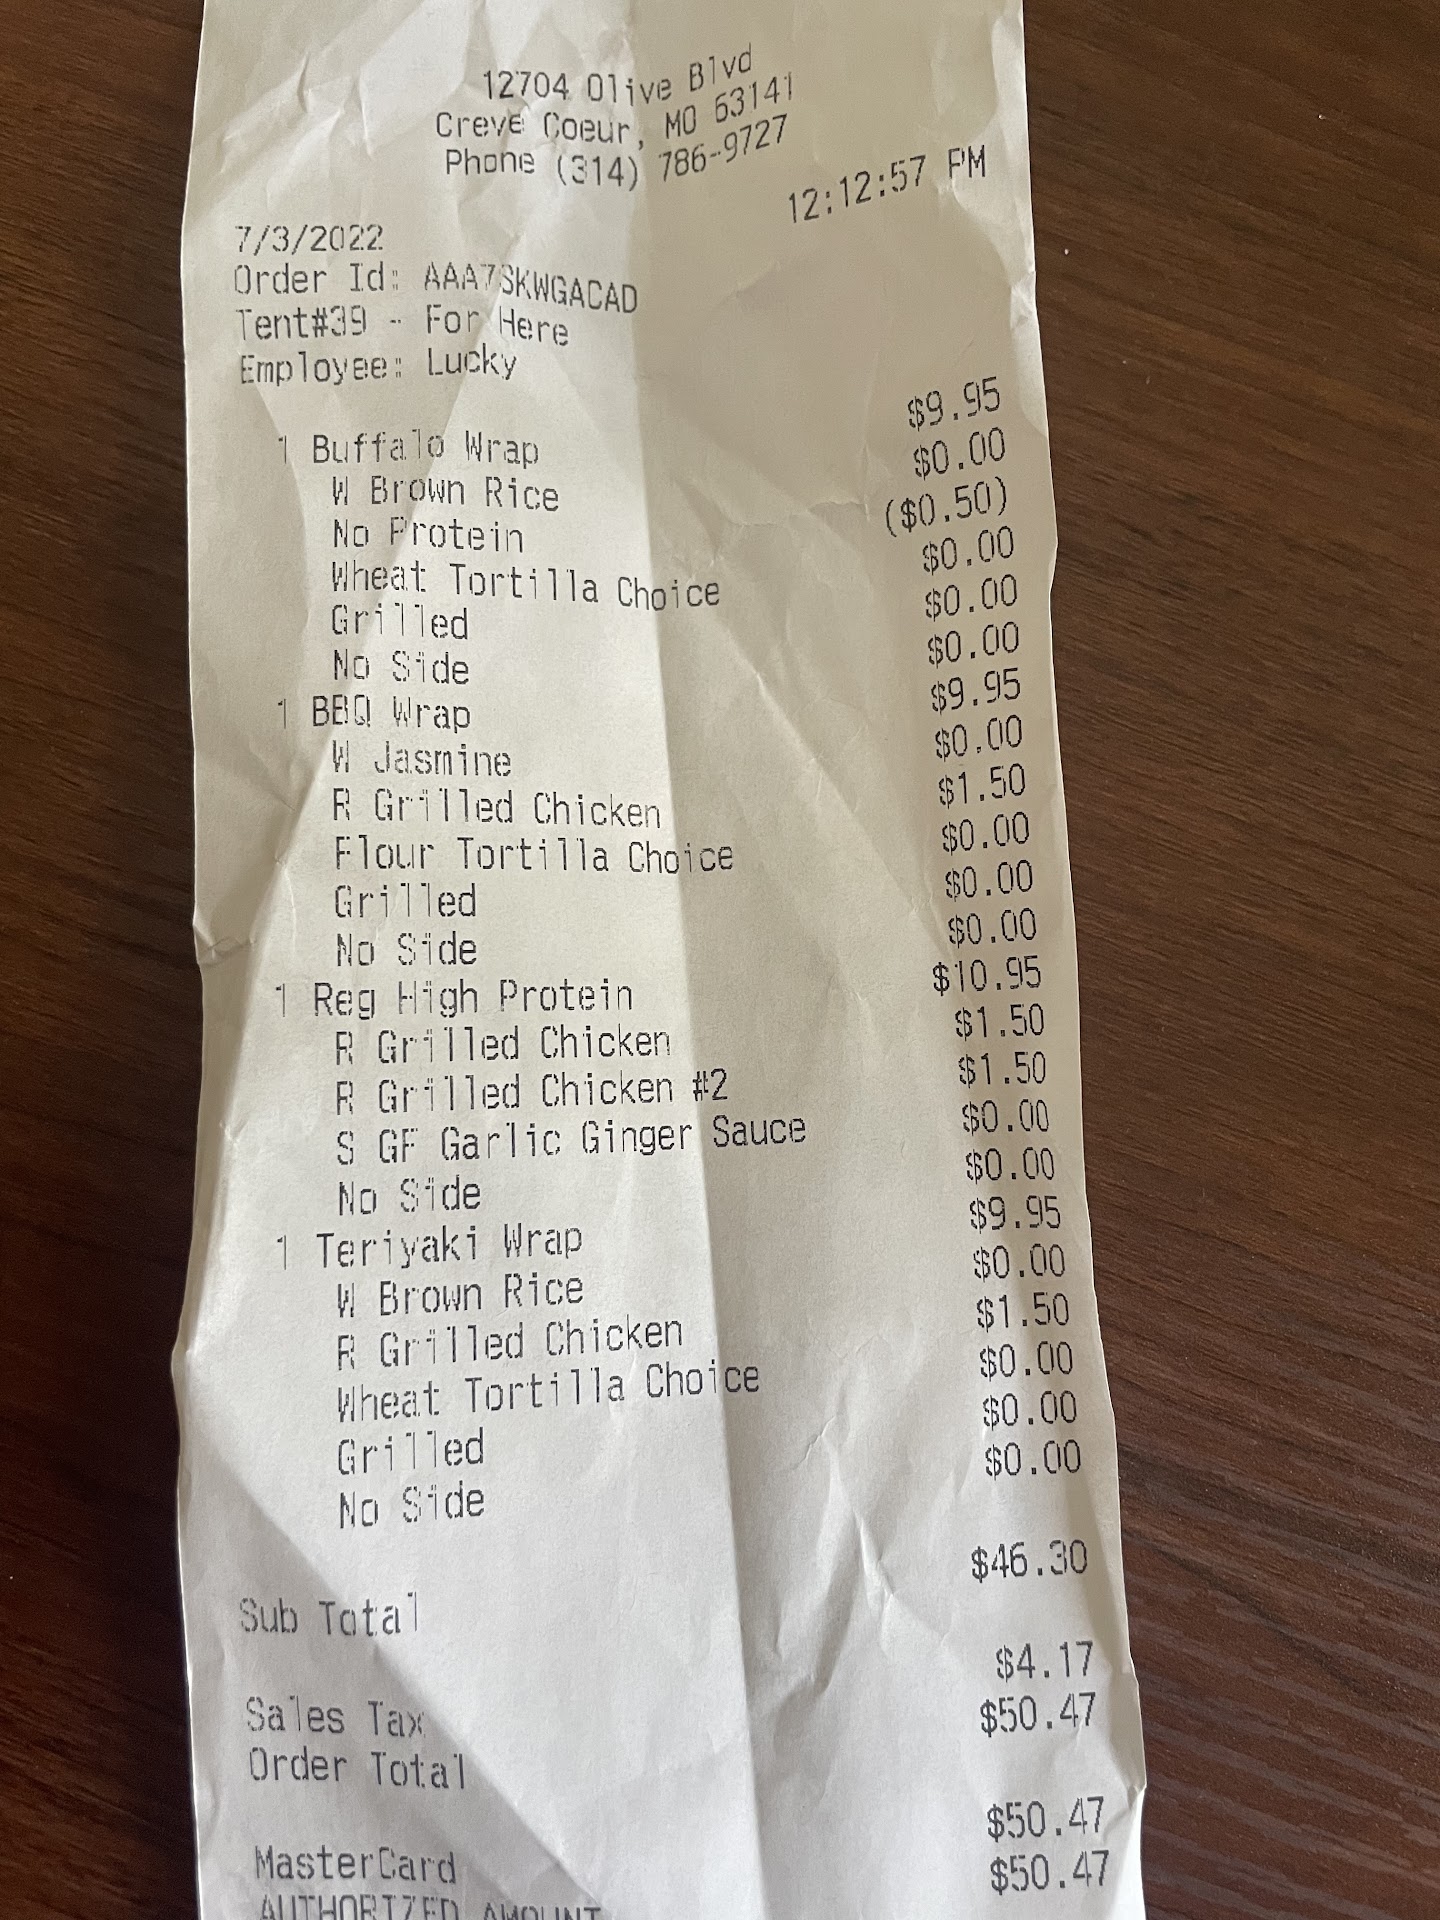 12704 Olive Blvd
Creve Coeur, MO 63141
Phone (314) 786-9727
7/3/2022 12:12:57 PM
Order Id: AAA7SKWGACAD
Tent#39 - For Here
Employee: Lucky
1 Buffalo Wrap $9.95
W Brown Rice $0.00
No Protein ($0.50)
Wheat Tortilla Choice $0.00
Grilled $0.00
No Side $0.00
1 BBQ Wrap $9.95
W Jasmine $0.00
R Grilled Chicken $1.50
Flour Tortilla Choice $0.00
Grilled $0.00
No Side $0.00
1 Reg High Protein $10.95
R Grilled Chicken $1.50
R Grilled Chicken #2 $1.50
S GF Garlic Ginger Sauce $0.00
No Side $0.00
1 Teriyaki Wrap $9.95
W Brown Rice $0.00
R Grilled Chicken $1.50
Wheat Tortilla Choice $0.00
Grilled $0.00
No Side $0.00
Sub Total $46.30
Sales Tax $4.17
Order Total $50.47
MasterCard $50.47
AUTHORIZED AMOUNT $50.47